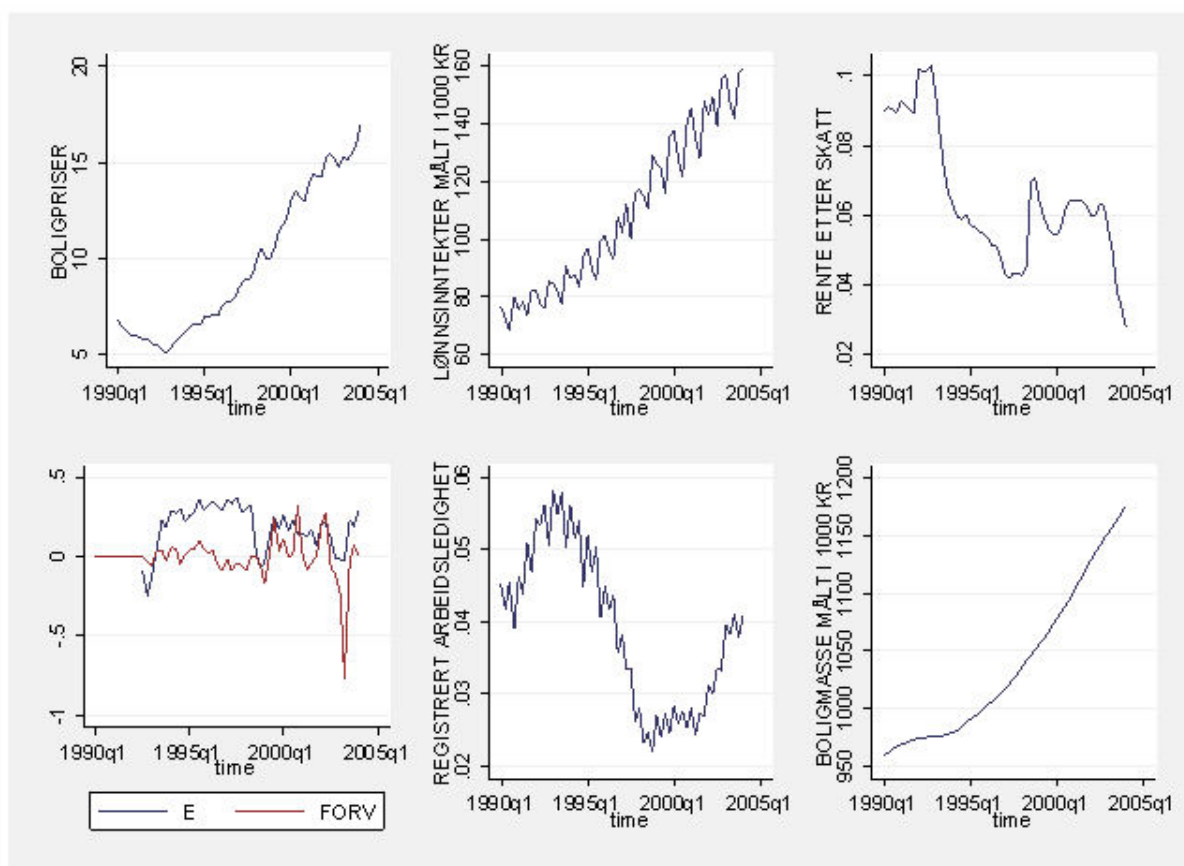 BOLIGPRISER
20
15
10
5
1990q1 1995q1 2000q1 2005q1
time
LØNNSINNTEKTER MÅLT I 1000 KR
160
140
120
100
80
60
1990q1 1995q1 2000q1 2005q1
time
RENTE ETTER SKATT
.1
.08
.06
.04
.02
1990q1 1995q1 2000q1 2005q1
time
.5
0
-.5
-1
1990q1 1995q1 2000q1 2005q1
time
E FORV
REGISTRERT ARBEIDSLEDIGHET
.06
.05
.04
.03
.02
1990q1 1995q1 2000q1 2005q1
time
BOLIGMASSE MÅLT I 1000 KR
1200
1150
1100
1050
1000
950
1990q1 1995q1 2000q1 2005q1
time